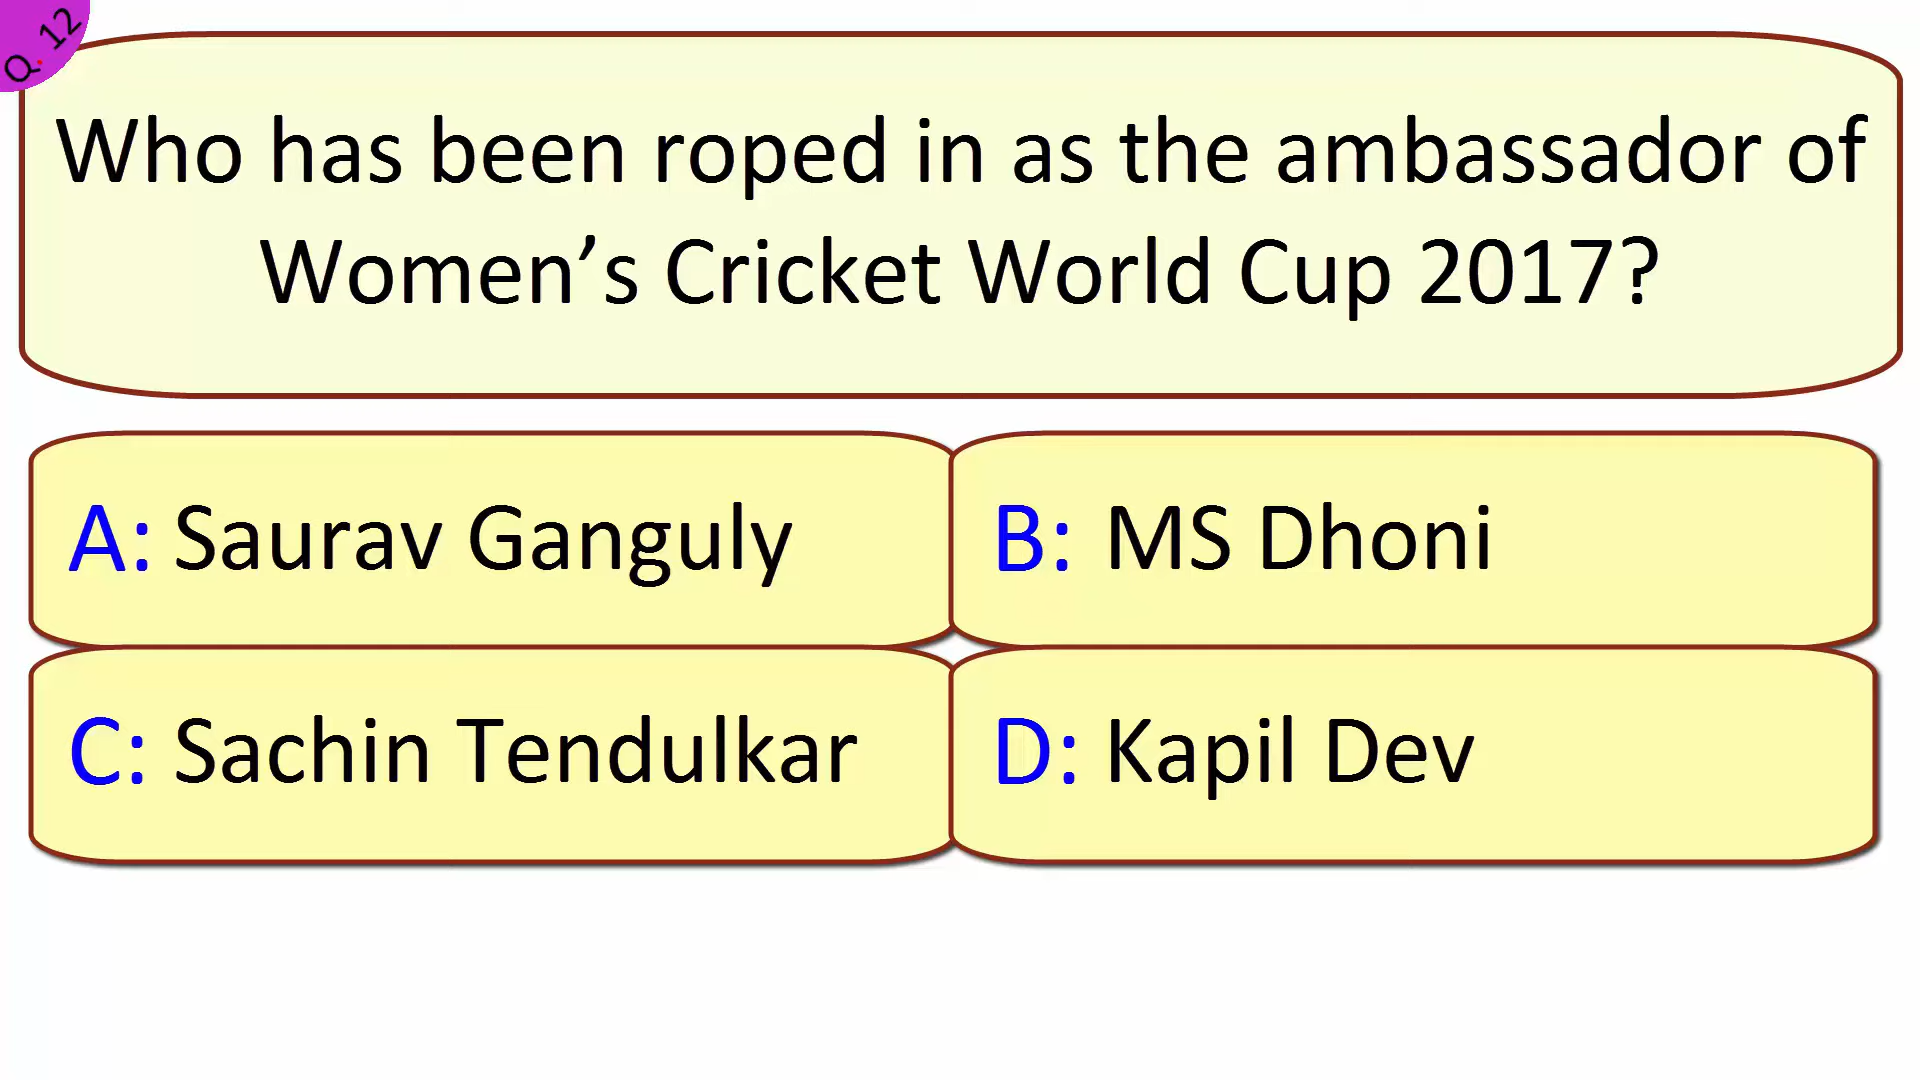 Q. 12
Who has been roped in as the ambassador of
Women’s Cricket World Cup 2017?
A: Saurav Ganguly
B: MS Dhoni
C: Sachin Tendulkar
D: Kapil Dev